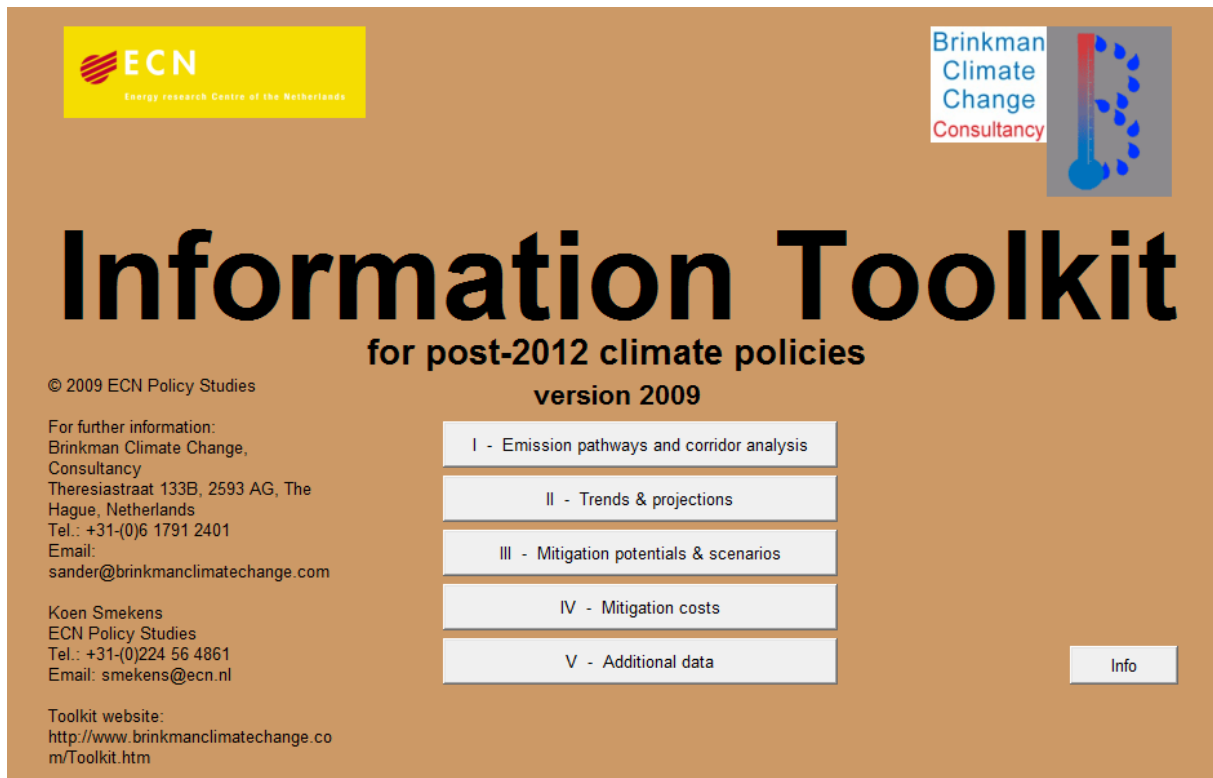 ECN
Energy research Centre of the Netherlands
Brinkman
Climate
Change
Consultancy
Information Toolkit
for post-2012 climate policies
version 2009
© 2009 ECN Policy Studies
For further information:
Brinkman Climate Change,
Consultancy
Theresiastraat 133B, 2593 AG, The
Hague, Netherlands
Tel.: +31-(0)6 1791 2401
Email:
sander@brinkmanclimatechange.com
Koen Smekens
ECN Policy Studies
Tel.: +31-(0)224 56 4861
Email: smekens@ecn.nl
Toolkit website:
http://www.brinkmanclimatechange.co
m/Toolkit.htm
I - Emission pathways and corridor analysis
II - Trends & projections
III - Mitigation potentials & scenarios
IV - Mitigation costs
V - Additional data
Info